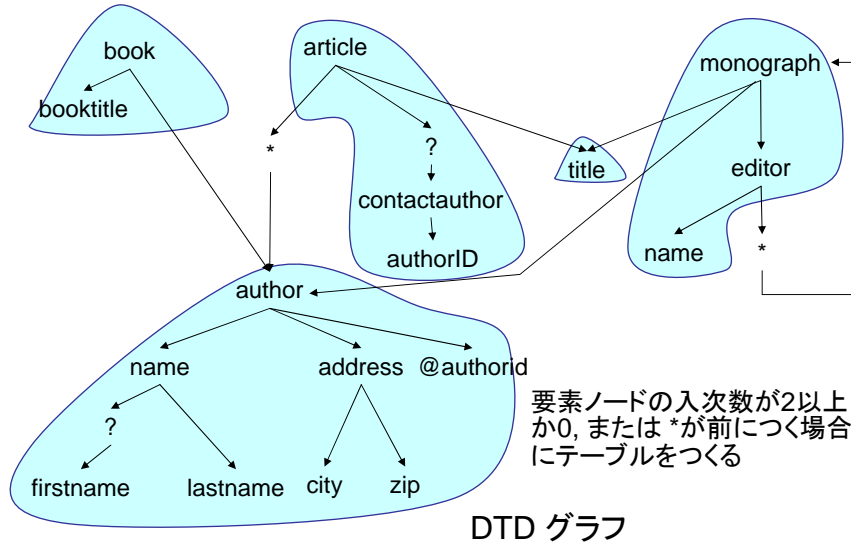 book
booktitle
article
*
?
contactauthor
authorID
title
monograph
editor
name
*
author
name
address
@authorid
?
firstname
lastname
city
zip
要素ノードの入次数が2以上
か0, または *が前につく場合
にテーブルをつくる
DTD グラフ